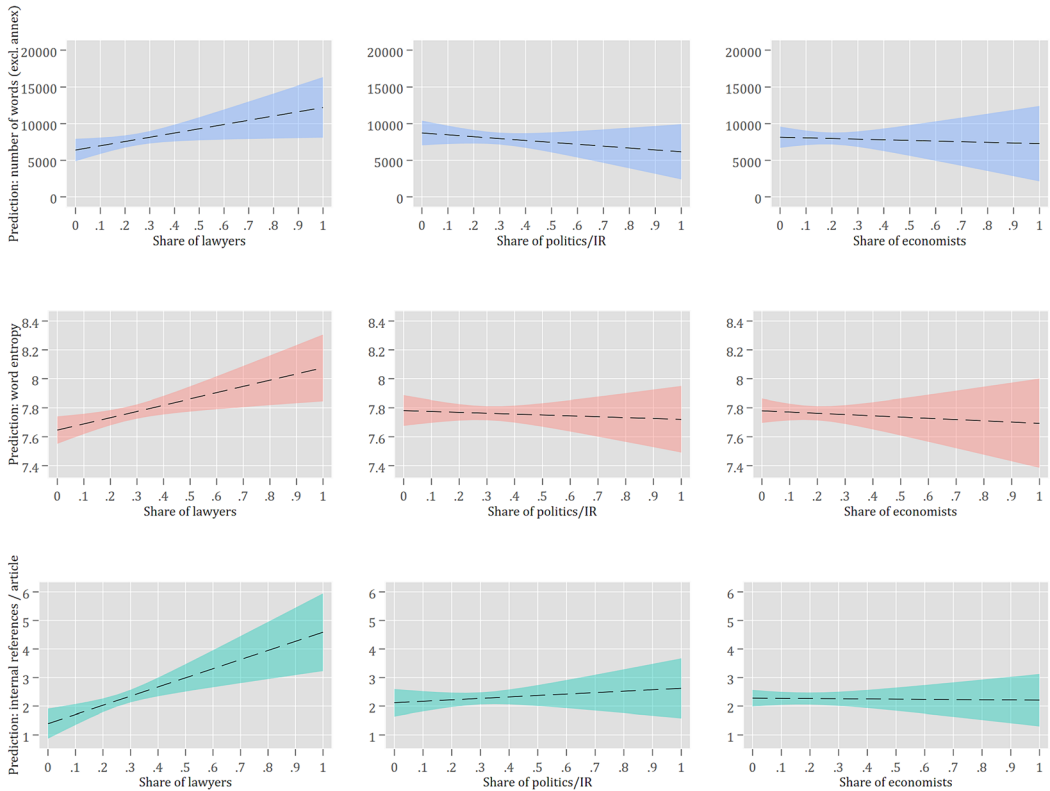 Prediction: number of words (excl. annex)
20000
15000
10000
5000
0
0 .1 .2 .3 .4 .5 .6 .7 .8 .9 1
Share of lawyers
20000
15000
10000
5000
0
0 .1 .2 .3 .4 .5 .6 .7 .8 .9 1
Share of politics/IR
20000
15000
10000
5000
0
0 .1 .2 .3 .4 .5 .6 .7 .8 .9 1
Share of economists
Prediction: word entropy
8.4
8.2
8
7.8
7.6
7.4
0 .1 .2 .3 .4 .5 .6 .7 .8 .9 1
Share of lawyers
8.4
8.2
8
7.8
7.6
7.4
0 .1 .2 .3 .4 .5 .6 .7 .8 .9 1
Share of politics/IR
8.4
8.2
8
7.8
7.6
7.4
0 .1 .2 .3 .4 .5 .6 .7 .8 .9 1
Share of economists
Prediction: internal references / article
6
5
4
3
2
1
0 .1 .2 .3 .4 .5 .6 .7 .8 .9 1
Share of lawyers
6
5
4
3
2
1
0 .1 .2 .3 .4 .5 .6 .7 .8 .9 1
Share of politics/IR
6
5
4
3
2
1
0 .1 .2 .3 .4 .5 .6 .7 .8 .9 1
Share of economists